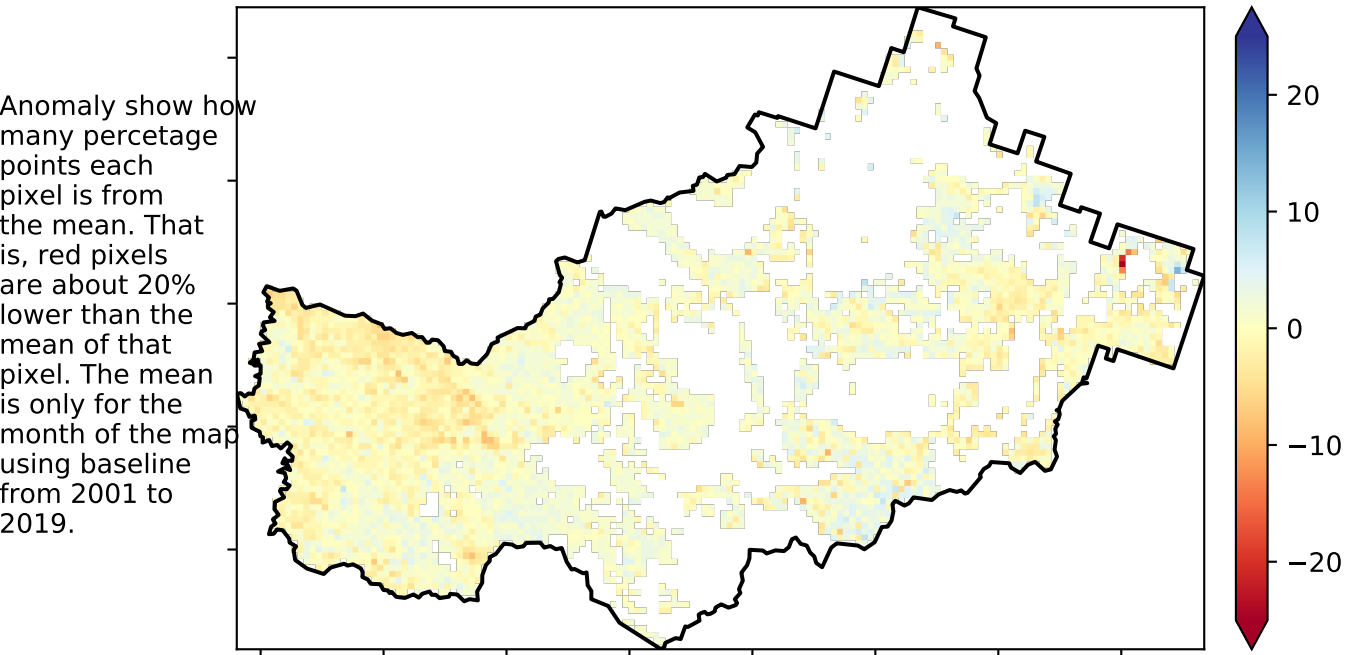 Anomaly show how
many percetage
points each
pixel is from
the mean. That
is, red pixels
are about 20%
lower than the
mean of that
pixel. The mean
is only for the
month of the map
using baseline
from 2001 to
2019.
20
10
0
−10
−20